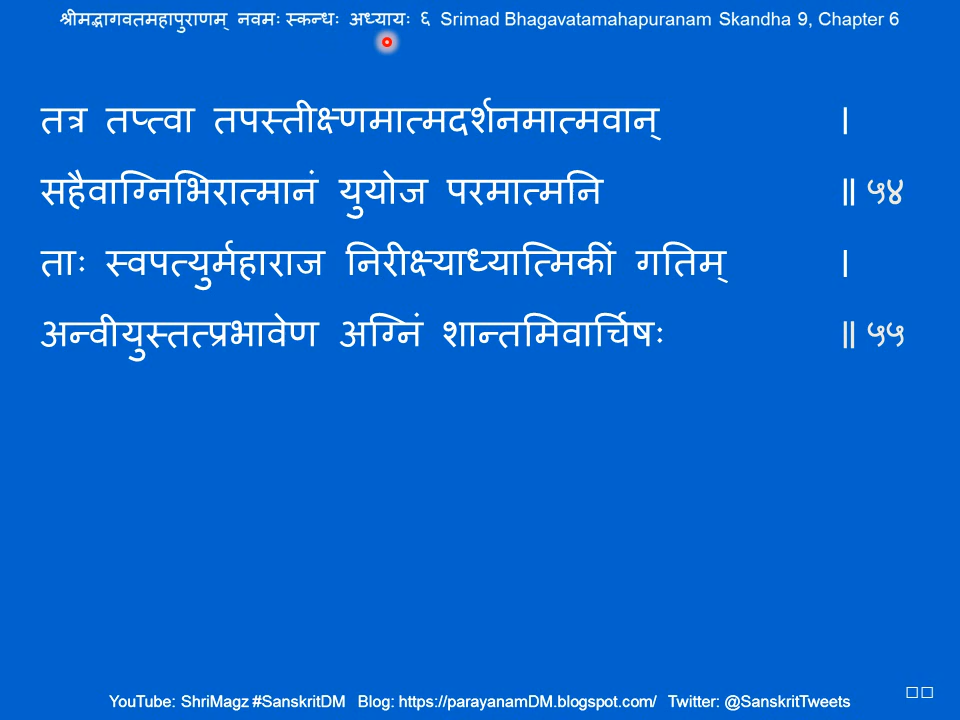 श्रीमद्भागवतमहापुराणम् नवमः स्कन्धः अध्यायः ६ Srimad Bhagavatamahapuranam Skandha 9, Chapter 6
तत्र तप्त्वा तपस्तीक्ष्णमात्मदर्शनमात्मवान् ।
सहैवाग्निभिरात्मानं युयोज परमात्मनि ॥ ५४
ताः स्वपत्युर्महाराज निरीक्ष्याध्यात्मिकीं गतिम् ।
अन्वीयुस्तत्प्रभावेण अग्निं शान्तमिवार्चिषः ॥ ५५
YouTube: ShriMagz #SanskritDM Blog: https://parayanamDM.blogspot.com/ Twitter: @SanskritTweets